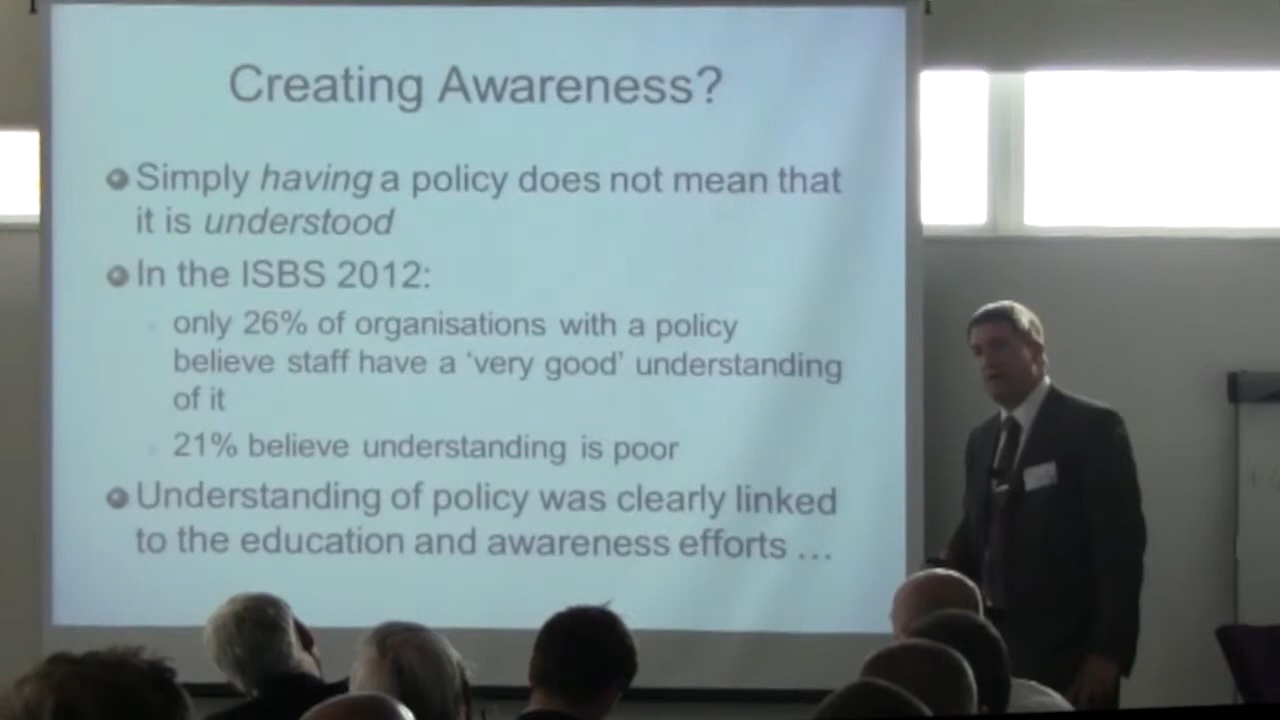 Creating Awareness?
Simply having a policy does not mean that
it is understood
In the ISBS 2012:
only 26% of organisations with a policy
believe staff have a ‘very good’ understanding
of it
21% believe understanding is poor
Understanding of policy was clearly linked
to the education and awareness efforts …